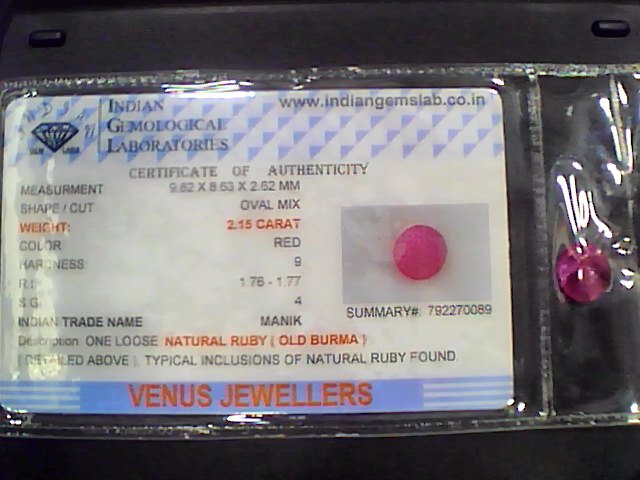 INDIAN
GEMOLOGICAL
LABORATORIES
www.indiangemslab.co.in
CERTIFICATE OF AUTHENTICITY
MEASURMENT 9.62 X 8.63 X 2.62 MM
SHAPE / CUT OVAL MIX
WEIGHT: 2.15 CARAT
COLOR RED
HARDNESS: 9
R.I.: 1.76 - 1.77
S.G. 4
INDIAN TRADE NAME MANIK
SUMMARY#: 792270089
Description: ONE LOOSE NATURAL RUBY ( OLD BURMA )
( DETAILED ABOVE ). TYPICAL INCLUSIONS OF NATURAL RUBY FOUND.
VENUS JEWELLERS